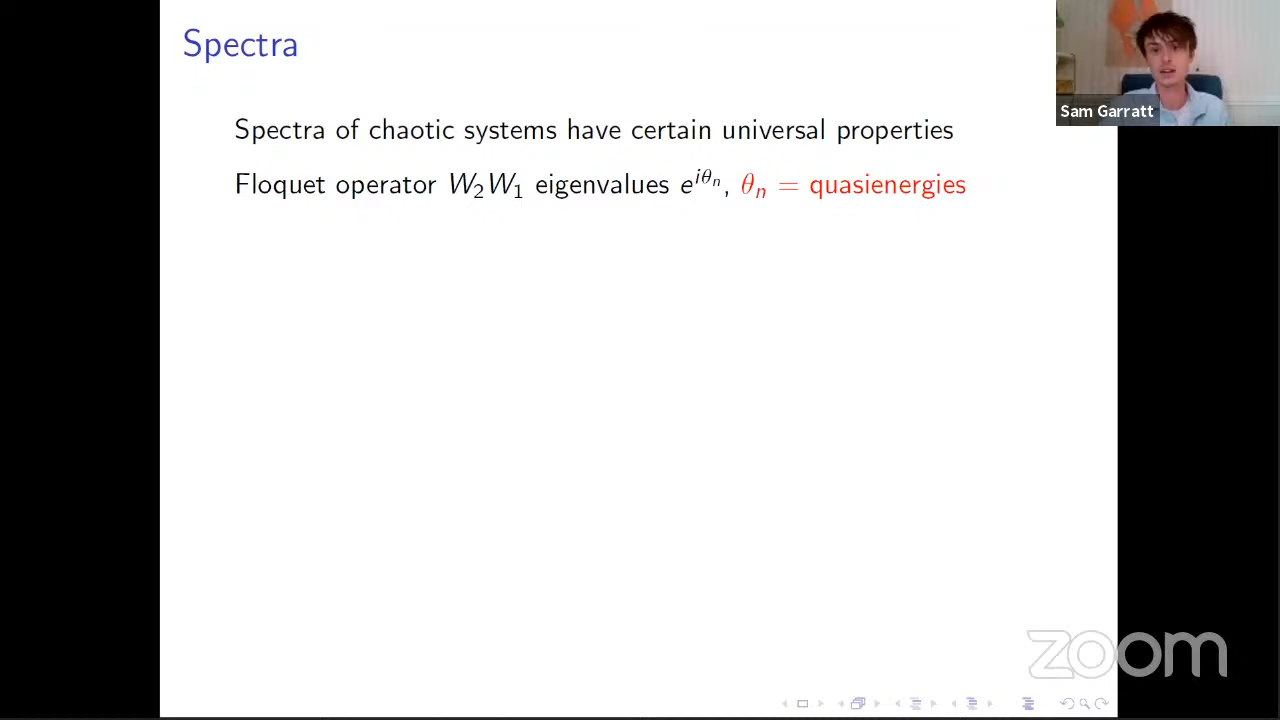 Spectra
Sam Garratt
Spectra of chaotic systems have certain universal properties
Floquet operator W₂W₁ eigenvalues e^{iθₙ}, θₙ = quasienergies
zoom